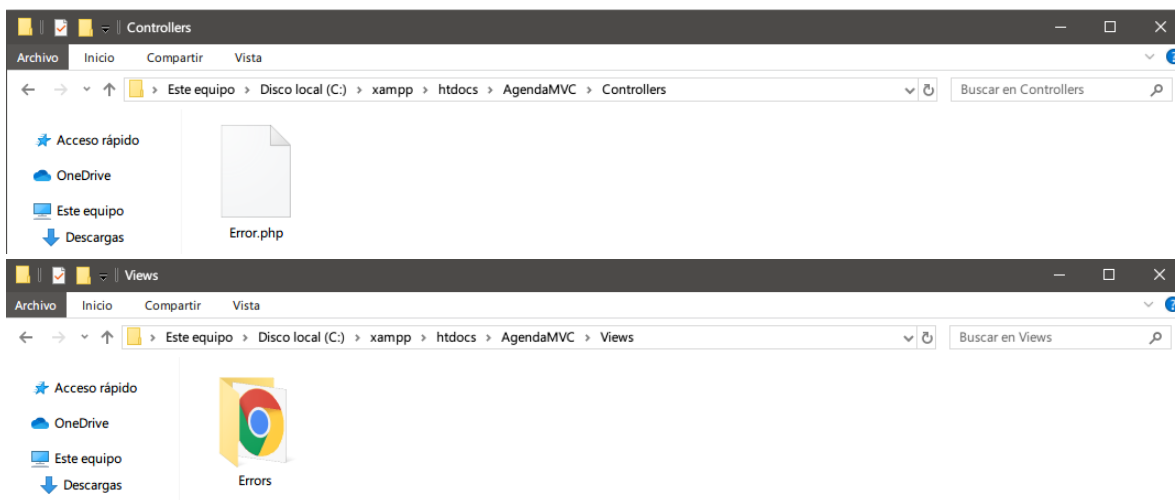 Controllers
Archivo Inicio Compartir Vista
Este equipo > Disco local (C:) > xampp > htdocs > AgendaMVC > Controllers Buscar en Controllers
Acceso rápido
OneDrive
Este equipo
Descargas
Error.php
Views
Archivo Inicio Compartir Vista
Este equipo > Disco local (C:) > xampp > htdocs > AgendaMVC > Views Buscar en Views
Acceso rápido
OneDrive
Este equipo
Descargas
Errors